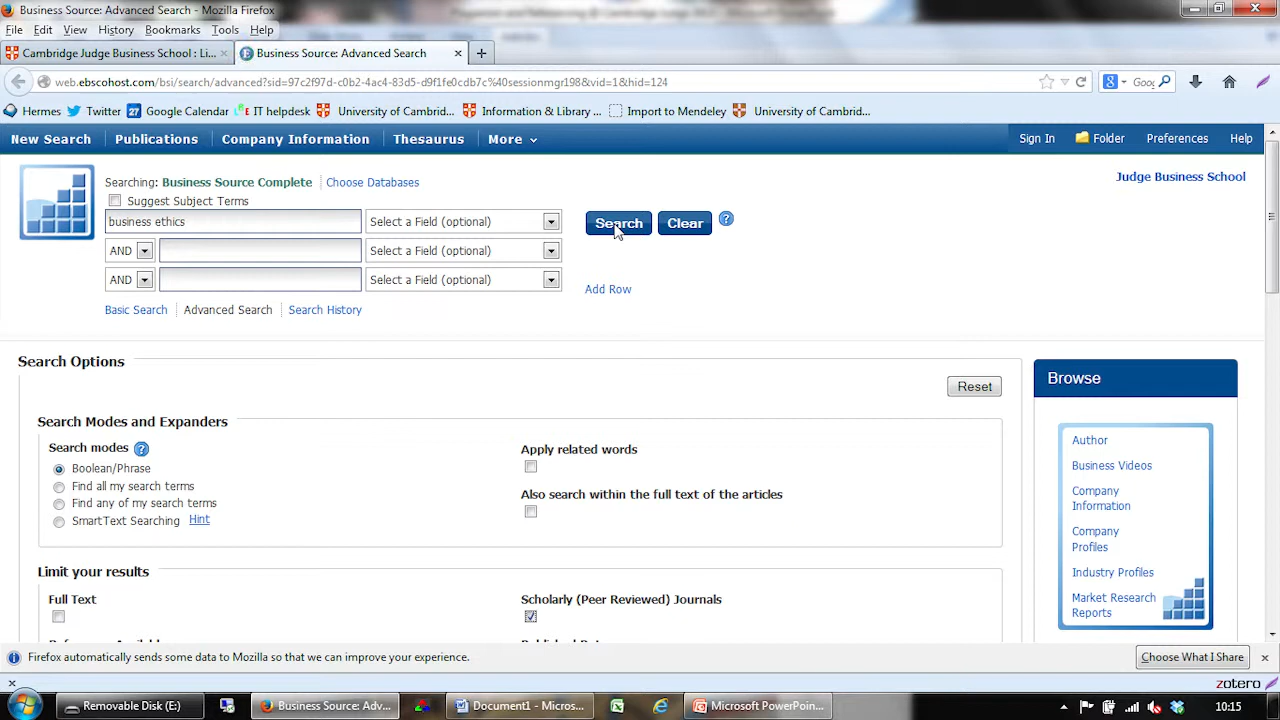 Business Source: Advanced Search - Mozilla Firefox
File Edit View History Bookmarks Tools Help
Cambridge Judge Business School : Li...
Business Source: Advanced Search
web.ebscohost.com/bsi/search/advanced?sid=97c2f97d-c0b2-4ac4-83d5-d9f1fe0cdb7c%40sessionmgr198&vid=1&hid=124
Goog
Hermes Twitter 27 Google Calendar IT helpdesk University of Cambrid... Information & Library ... Import to Mendeley University of Cambrid...
New Search Publications Company Information Thesaurus More Sign In Folder Preferences Help
Searching: Business Source Complete Choose Databases
Judge Business School
Suggest Subject Terms
business ethics Select a Field (optional) Search Clear ?
AND Select a Field (optional)
AND Select a Field (optional) Add Row
Basic Search Advanced Search Search History
Search Options
Reset
Browse
Search Modes and Expanders
Search modes ?
Boolean/Phrase
Find all my search terms
Find any of my search terms
SmartText Searching Hint
Apply related words
Also search within the full text of the articles
Author
Business Videos
Company
Information
Company
Profiles
Industry Profiles
Market Research
Reports
Limit your results
Full Text
Scholarly (Peer Reviewed) Journals
Firefox automatically sends some data to Mozilla so that we can improve your experience. Choose What I Share
zotero
Removable Disk (E:) Business Source: Adv... Document1 - Micros... Microsoft PowerPoin... 10:15